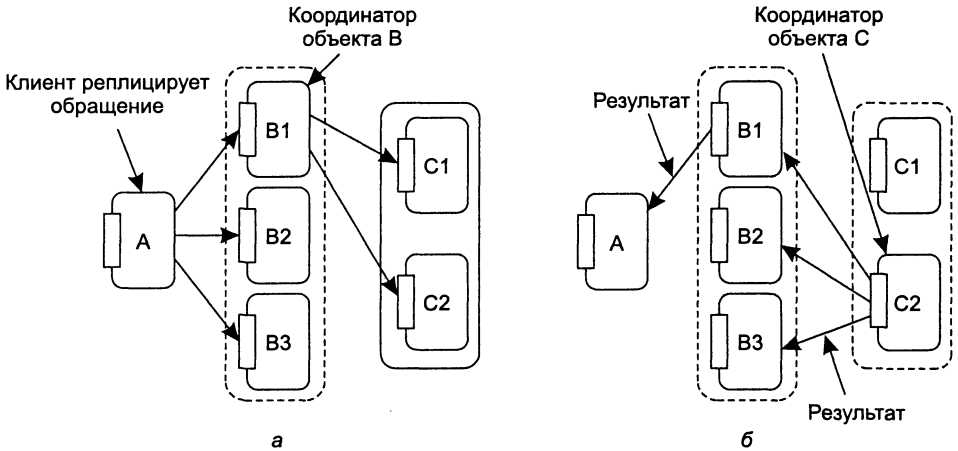 Координатор
объекта B
Клиент реплицирует
обращение
A
B1
B2
B3
C1
C2
а
Координатор
объекта C
Результат
A
B1
B2
B3
C1
C2
Результат
б